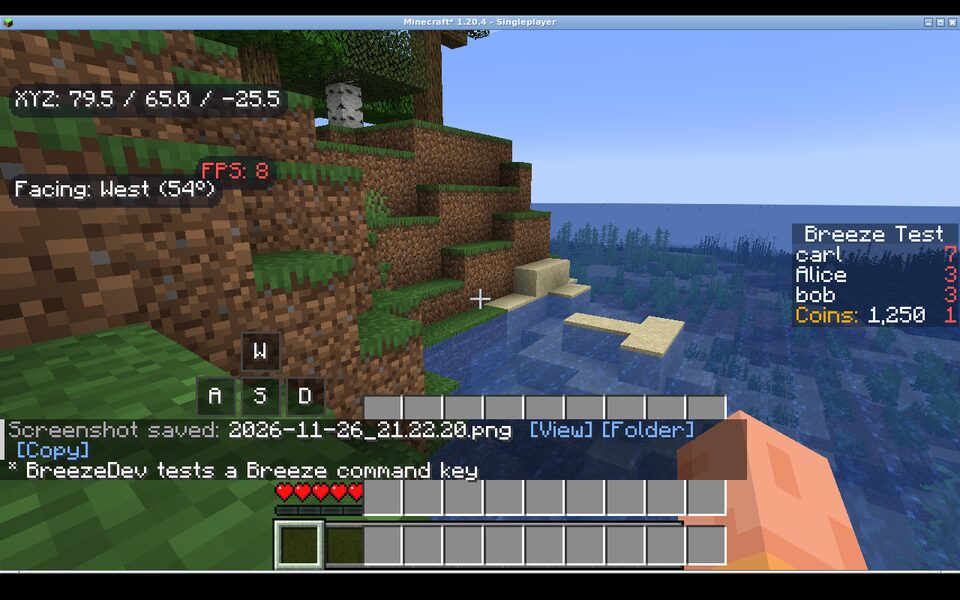 Minecraft* 1.20.4 - Singleplayer
XYZ: 79.5 / 65.0 / -25.5
FPS: 8
Facing: West (54°)
Breeze Test
carl 7
Alice 3
bob 3
Coins: 1,250 1
W
A S D
Screenshot saved: 2026-11-26_21.22.20.png [View] [Folder]
[Copy]
* BreezeDev tests a Breeze command key